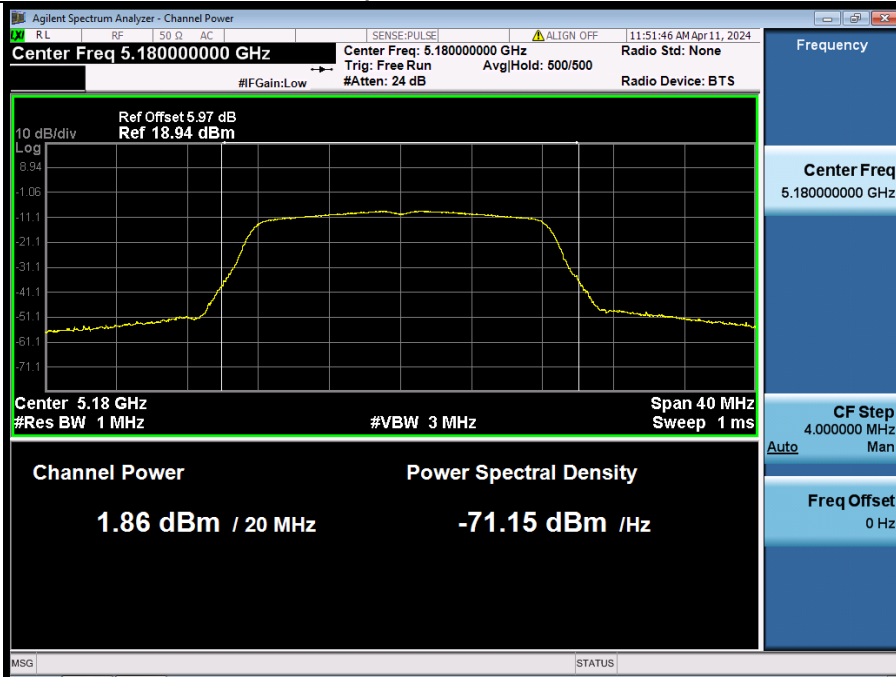 Agilent Spectrum Analyzer - Channel Power
LXI RL RF 50 Ω AC SENSE:PULSE ALIGN OFF 11:51:46 AM Apr 11, 2024
Center Freq 5.180000000 GHz
Center Freq: 5.180000000 GHz
Radio Std: None
Trig: Free Run Avg|Hold: 500/500
#IFGain:Low
#Atten: 24 dB
Radio Device: BTS
Ref Offset 5.97 dB
10 dB/div Ref 18.94 dBm
Log
8.94
-1.06
-11.1
-21.1
-31.1
-41.1
-51.1
-61.1
-71.1
Center 5.18 GHz Span 40 MHz
#Res BW 1 MHz #VBW 3 MHz Sweep 1 ms
Channel Power Power Spectral Density
1.86 dBm / 20 MHz -71.15 dBm /Hz
Frequency
Center Freq
5.180000000 GHz
CF Step
4.000000 MHz
Auto Man
Freq Offset
0 Hz
MSG STATUS